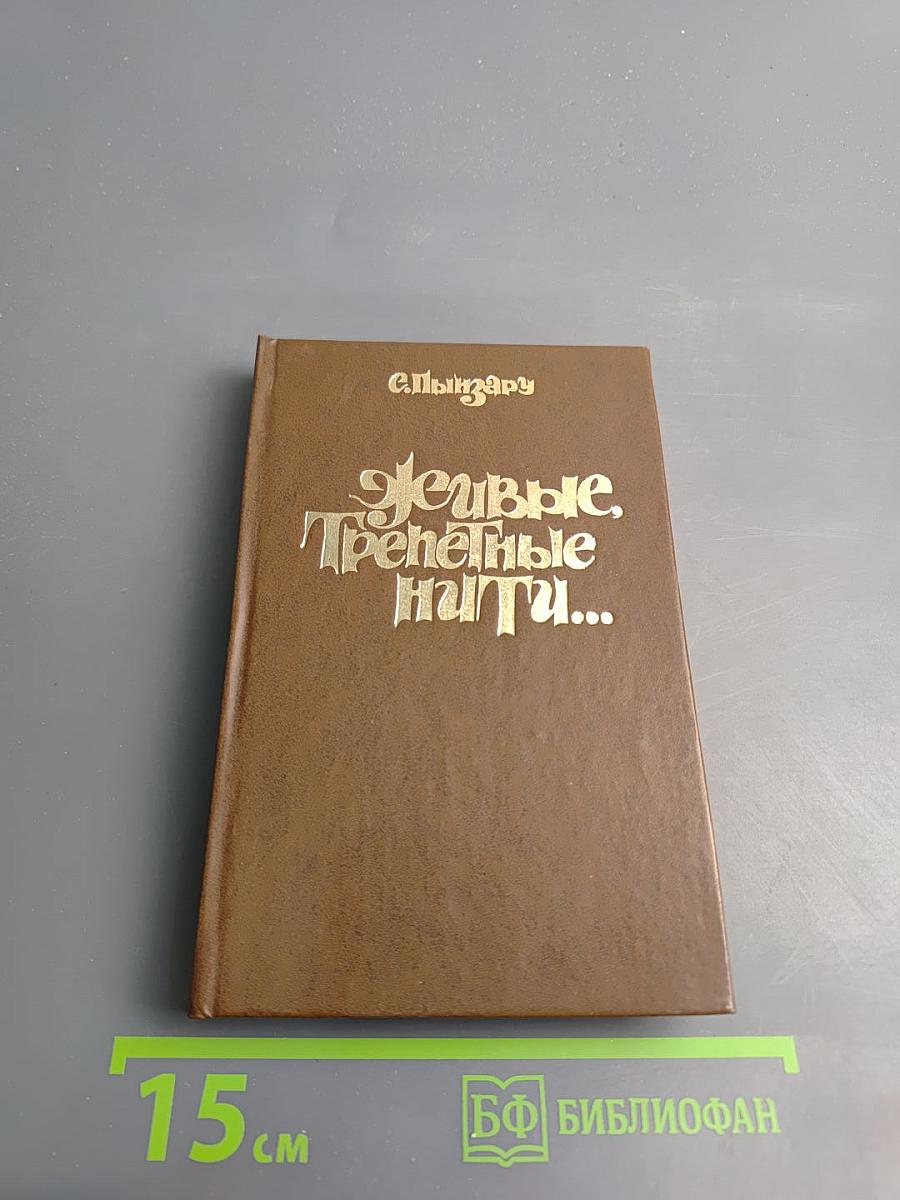 С. Пынзару
Живые,
Трепетные
нити...
15 см
БФ БИБЛИОФАН